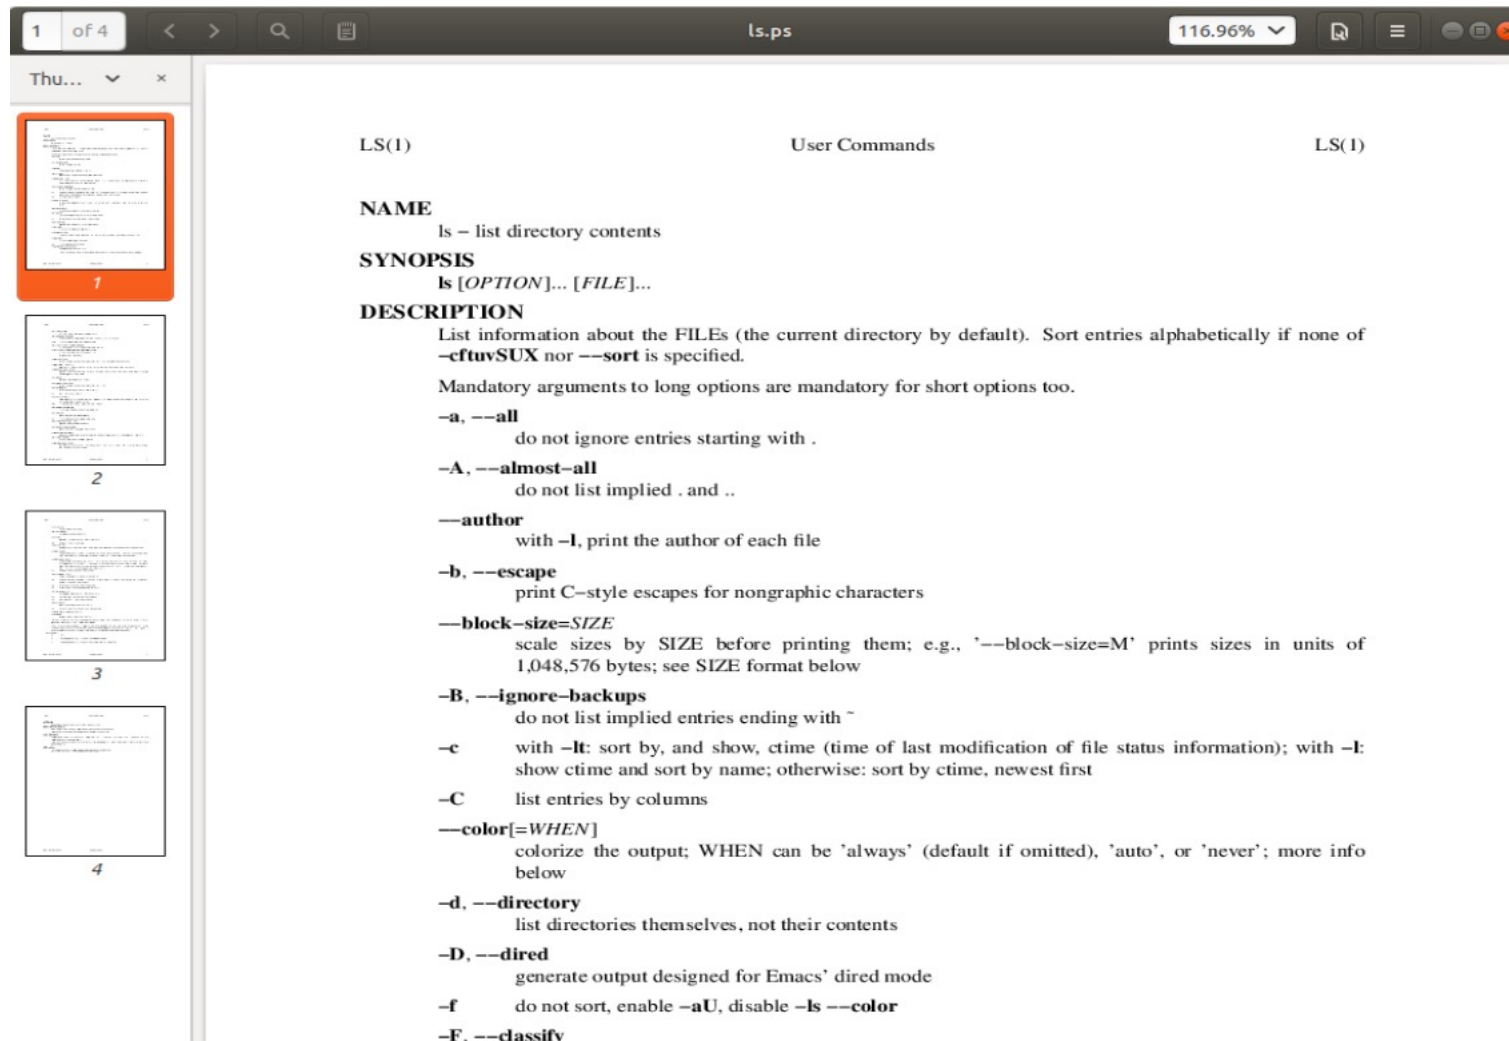 1 of 4 ls.ps 116.96%
Thu...
1
2
3
4
LS(1) User Commands LS(1)
NAME
ls − list directory contents
SYNOPSIS
ls [OPTION]... [FILE]...
DESCRIPTION
List information about the FILEs (the current directory by default). Sort entries alphabetically if none of
−cftuvSUX nor −−sort is specified.
Mandatory arguments to long options are mandatory for short options too.
−a, −−all
do not ignore entries starting with .
−A, −−almost−all
do not list implied . and ..
−−author
with −l, print the author of each file
−b, −−escape
print C−style escapes for nongraphic characters
−−block−size=SIZE
scale sizes by SIZE before printing them; e.g., '−−block−size=M' prints sizes in units of
1,048,576 bytes; see SIZE format below
−B, −−ignore−backups
do not list implied entries ending with ~
−c with −lt: sort by, and show, ctime (time of last modification of file status information); with −l:
show ctime and sort by name; otherwise: sort by ctime, newest first
−C list entries by columns
−−color[=WHEN]
colorize the output; WHEN can be 'always' (default if omitted), 'auto', or 'never'; more info
below
−d, −−directory
list directories themselves, not their contents
−D, −−dired
generate output designed for Emacs' dired mode
−f do not sort, enable −aU, disable −ls −−color
−F, −−classify